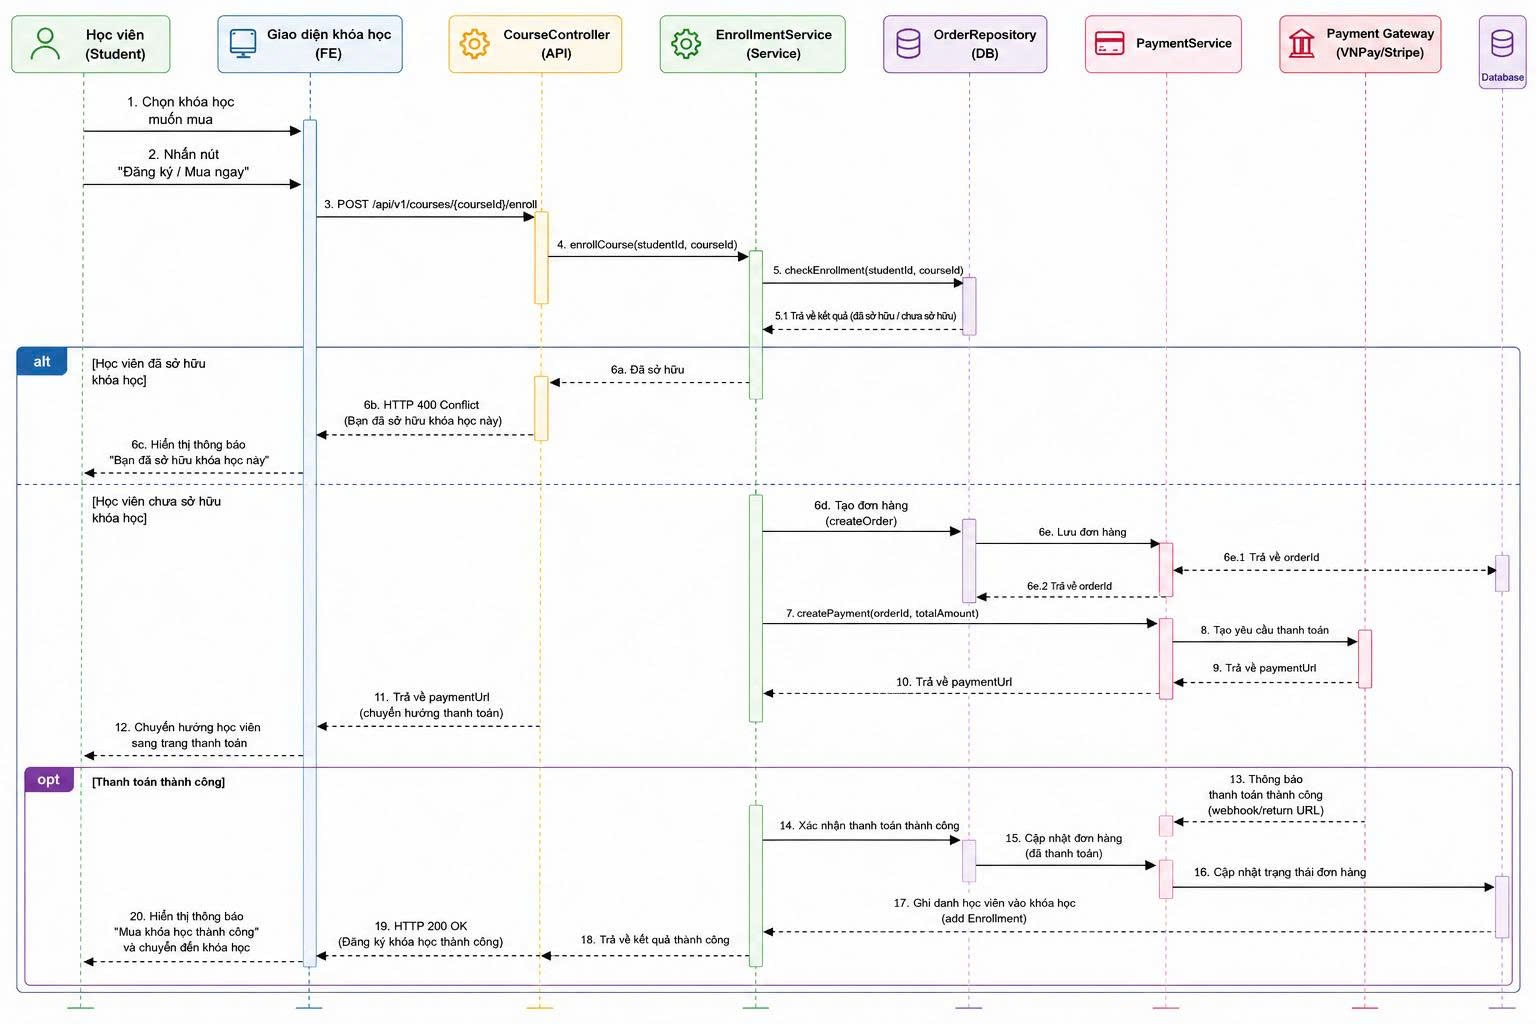 Học viên
(Student)
Giao diện khóa học
(FE)
CourseController
(API)
EnrollmentService
(Service)
OrderRepository
(DB)
PaymentService
Payment Gateway
(VNPay/Stripe)
Database
1. Chọn khóa học
muốn mua
2. Nhấn nút
"Đăng ký / Mua ngay"
3. POST /api/v1/courses/{courseId}/enroll
4. enrollCourse(studentId, courseId)
5. checkEnrollment(studentId, courseId)
5.1 Trả về kết quả (đã sở hữu / chưa sở hữu)
alt
[Học viên đã sở hữu
khóa học]
6a. Đã sở hữu
6b. HTTP 400 Conflict
(Bạn đã sở hữu khóa học này)
6c. Hiển thị thông báo
"Bạn đã sở hữu khóa học này"
[Học viên chưa sở hữu
khóa học]
6d. Tạo đơn hàng
(createOrder)
6e. Lưu đơn hàng
6e.1 Trả về orderId
6e.2 Trả về orderId
7. createPayment(orderId, totalAmount)
8. Tạo yêu cầu thanh toán
9. Trả về paymentUrl
10. Trả về paymentUrl
11. Trả về paymentUrl
(chuyển hướng thanh toán)
12. Chuyển hướng học viên
sang trang thanh toán
opt
[Thanh toán thành công]
13. Thông báo
thanh toán thành công
(webhook/return URL)
14. Xác nhận thanh toán thành công
15. Cập nhật đơn hàng
(đã thanh toán)
16. Cập nhật trạng thái đơn hàng
17. Ghi danh học viên vào khóa học
(add Enrollment)
18. Trả về kết quả thành công
19. HTTP 200 OK
(Đăng ký khóa học thành công)
20. Hiển thị thông báo
"Mua khóa học thành công"
và chuyển đến khóa học